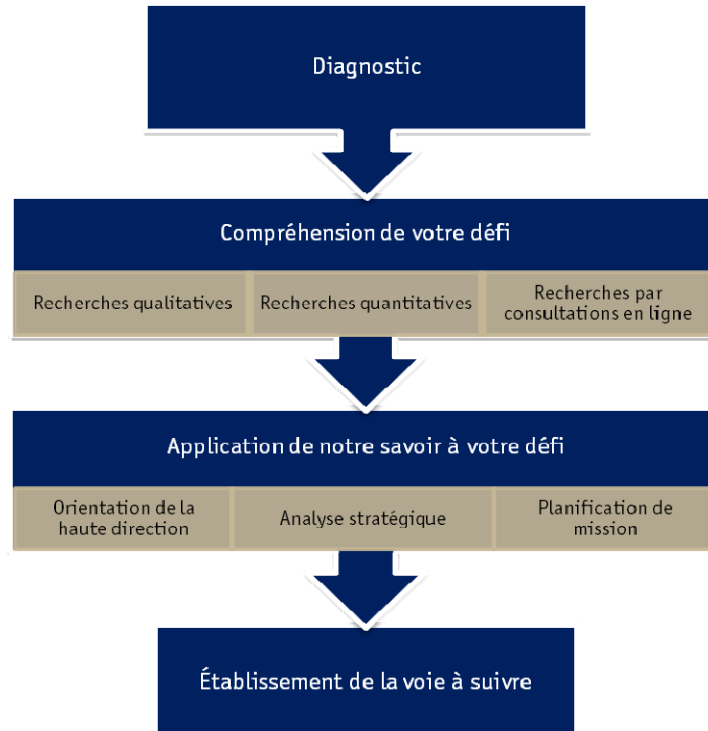 Diagnostic
Compréhension de votre défi
Recherches qualitatives
Recherches quantitatives
Recherches par
consultations en ligne
Application de notre savoir à votre défi
Orientation de la
haute direction
Analyse stratégique
Planification de
mission
Établissement de la voie à suivre